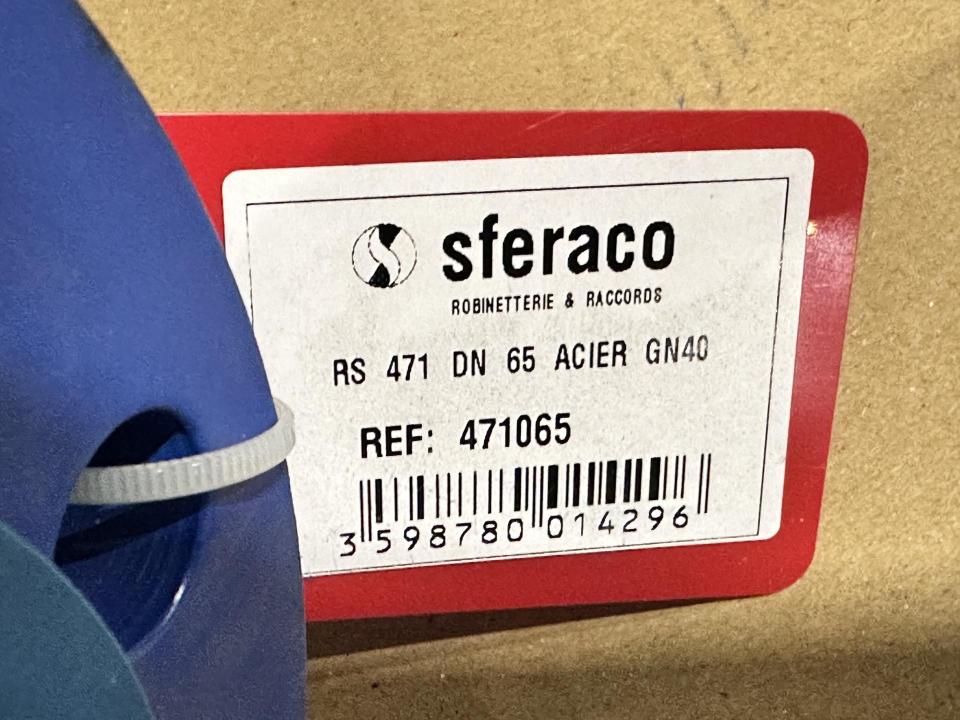 sferaco
ROBINETTERIE & RACCORDS
RS 471 DN 65 ACIER GN40
REF: 471065
3 598780 014296